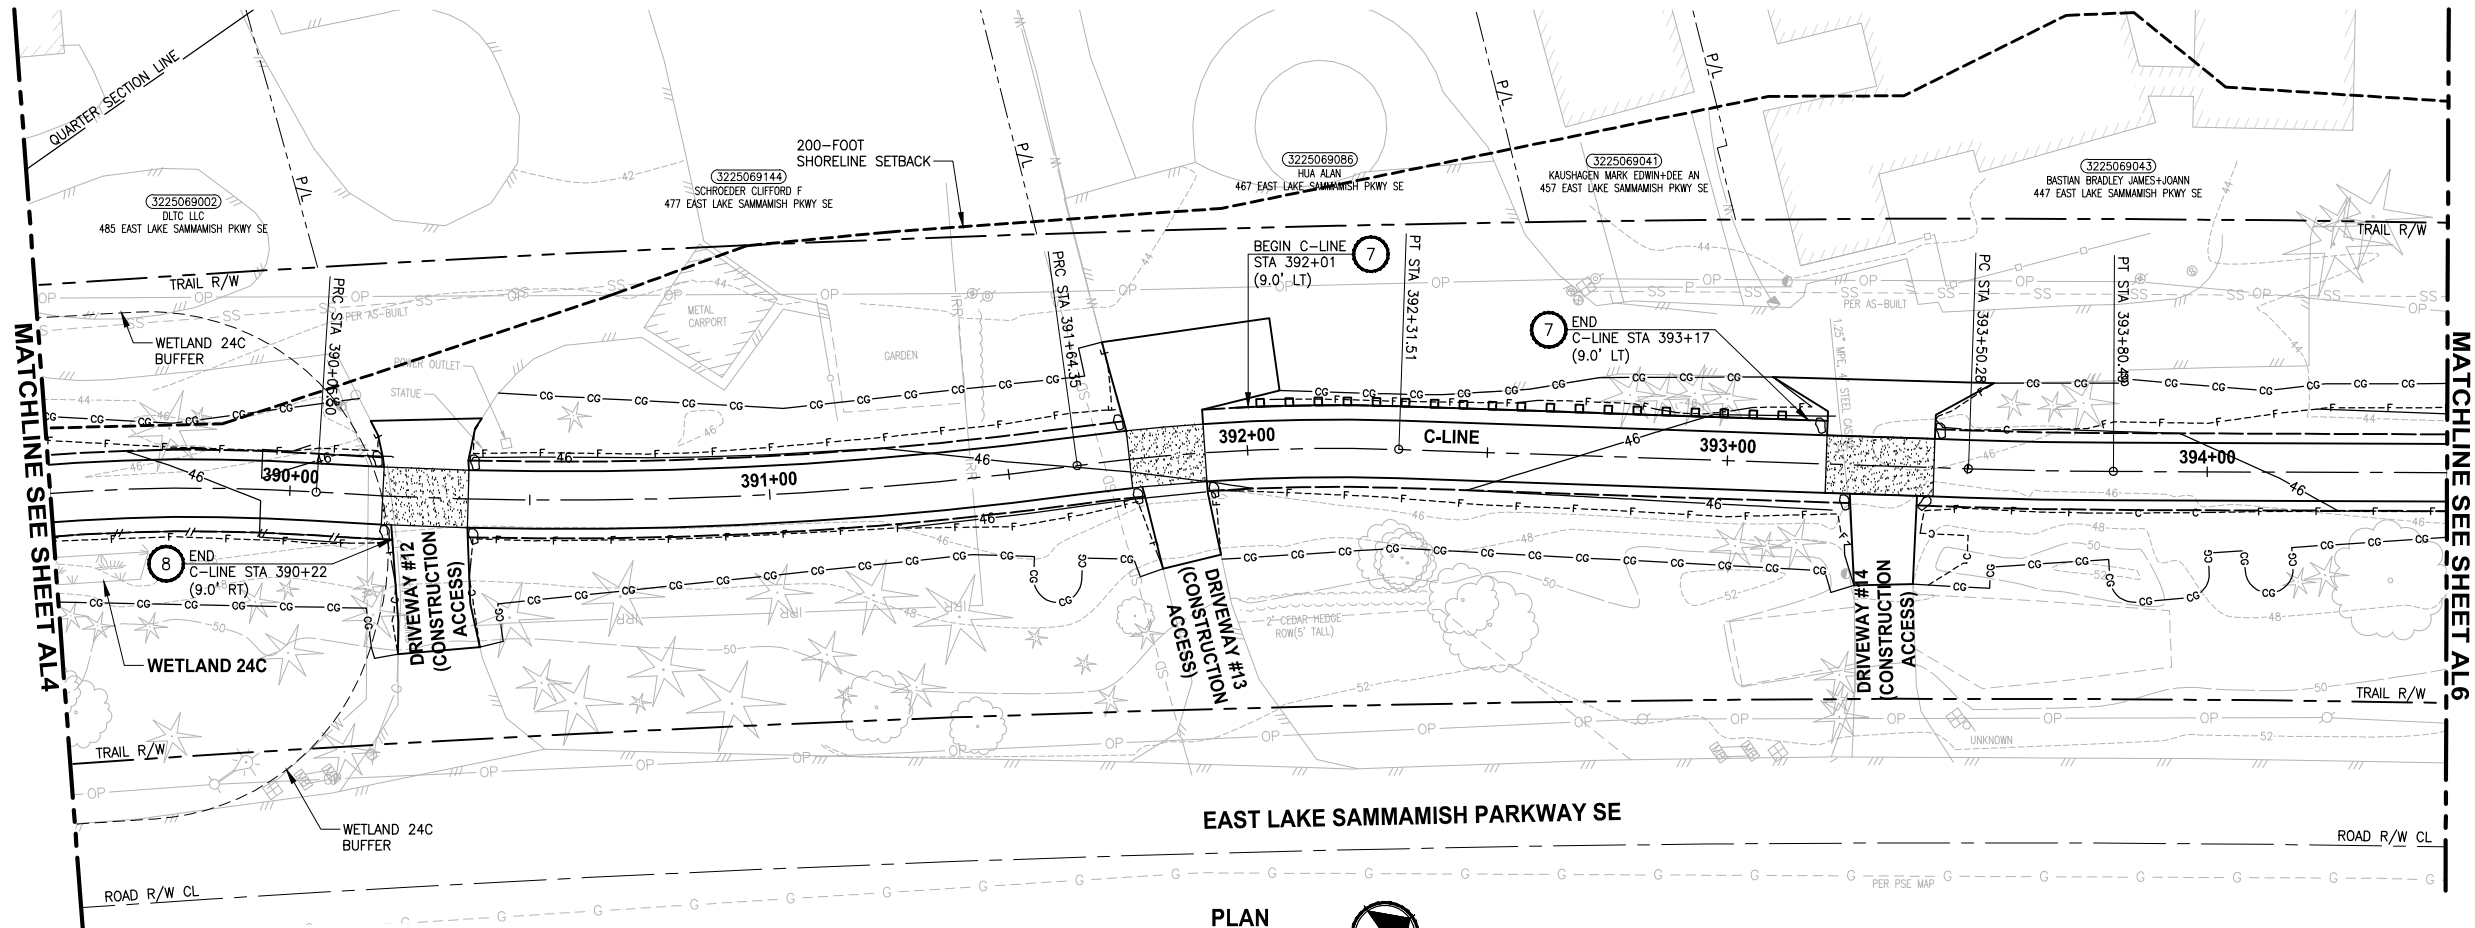 MATCHLINE SEE SHEET AL4
QUARTER SECTION LINE
P/L
P/L
P/L
P/L
3225069002
DLTC LLC
485 EAST LAKE SAMMAMISH PKWY SE
3225069144
SCHROEDER CLIFFORD F
477 EAST LAKE SAMMAMISH PKWY SE
200-FOOT
SHORELINE SETBACK
3225069086
HUA ALAN
467 EAST LAKE SAMMAMISH PKWY SE
3225069041
KAUSHAGEN MARK EDWIN+DEE AN
457 EAST LAKE SAMMAMISH PKWY SE
3225069043
BASTIAN BRADLEY JAMES+JOANN
447 EAST LAKE SAMMAMISH PKWY SE
TRAIL R/W
TRAIL R/W
PER AS-BUILT
PER AS-BUILT
WETLAND 24C
BUFFER
METAL
CARPORT
POWER OUTLET
STATUE
GARDEN
PRC STA 391+64.35
BEGIN C-LINE
STA 392+01
(9.0' LT)
7
PT STA 392+31.51
7
END
C-LINE STA 393+17
(9.0' LT)
PC STA 393+50.28
390+00
391+00
392+00
C-LINE
393+00
394+00
8
END
C-LINE STA 390+22
(9.0' RT)
WETLAND 24C
DRIVEWAY #12
(CONSTRUCTION
ACCESS)
DRIVEWAY #13
(CONSTRUCTION
ACCESS)
2' CEDAR HEDGE
ROW(5' TALL)
DRIVEWAY #14
(CONSTRUCTION
ACCESS)
TRAIL R/W
TRAIL R/W
UNKNOWN
WETLAND 24C
BUFFER
EAST LAKE SAMMAMISH PARKWAY SE
ROAD R/W CL
ROAD R/W CL
PER PSE MAP
PLAN
MATCHLINE SEE SHEET AL6